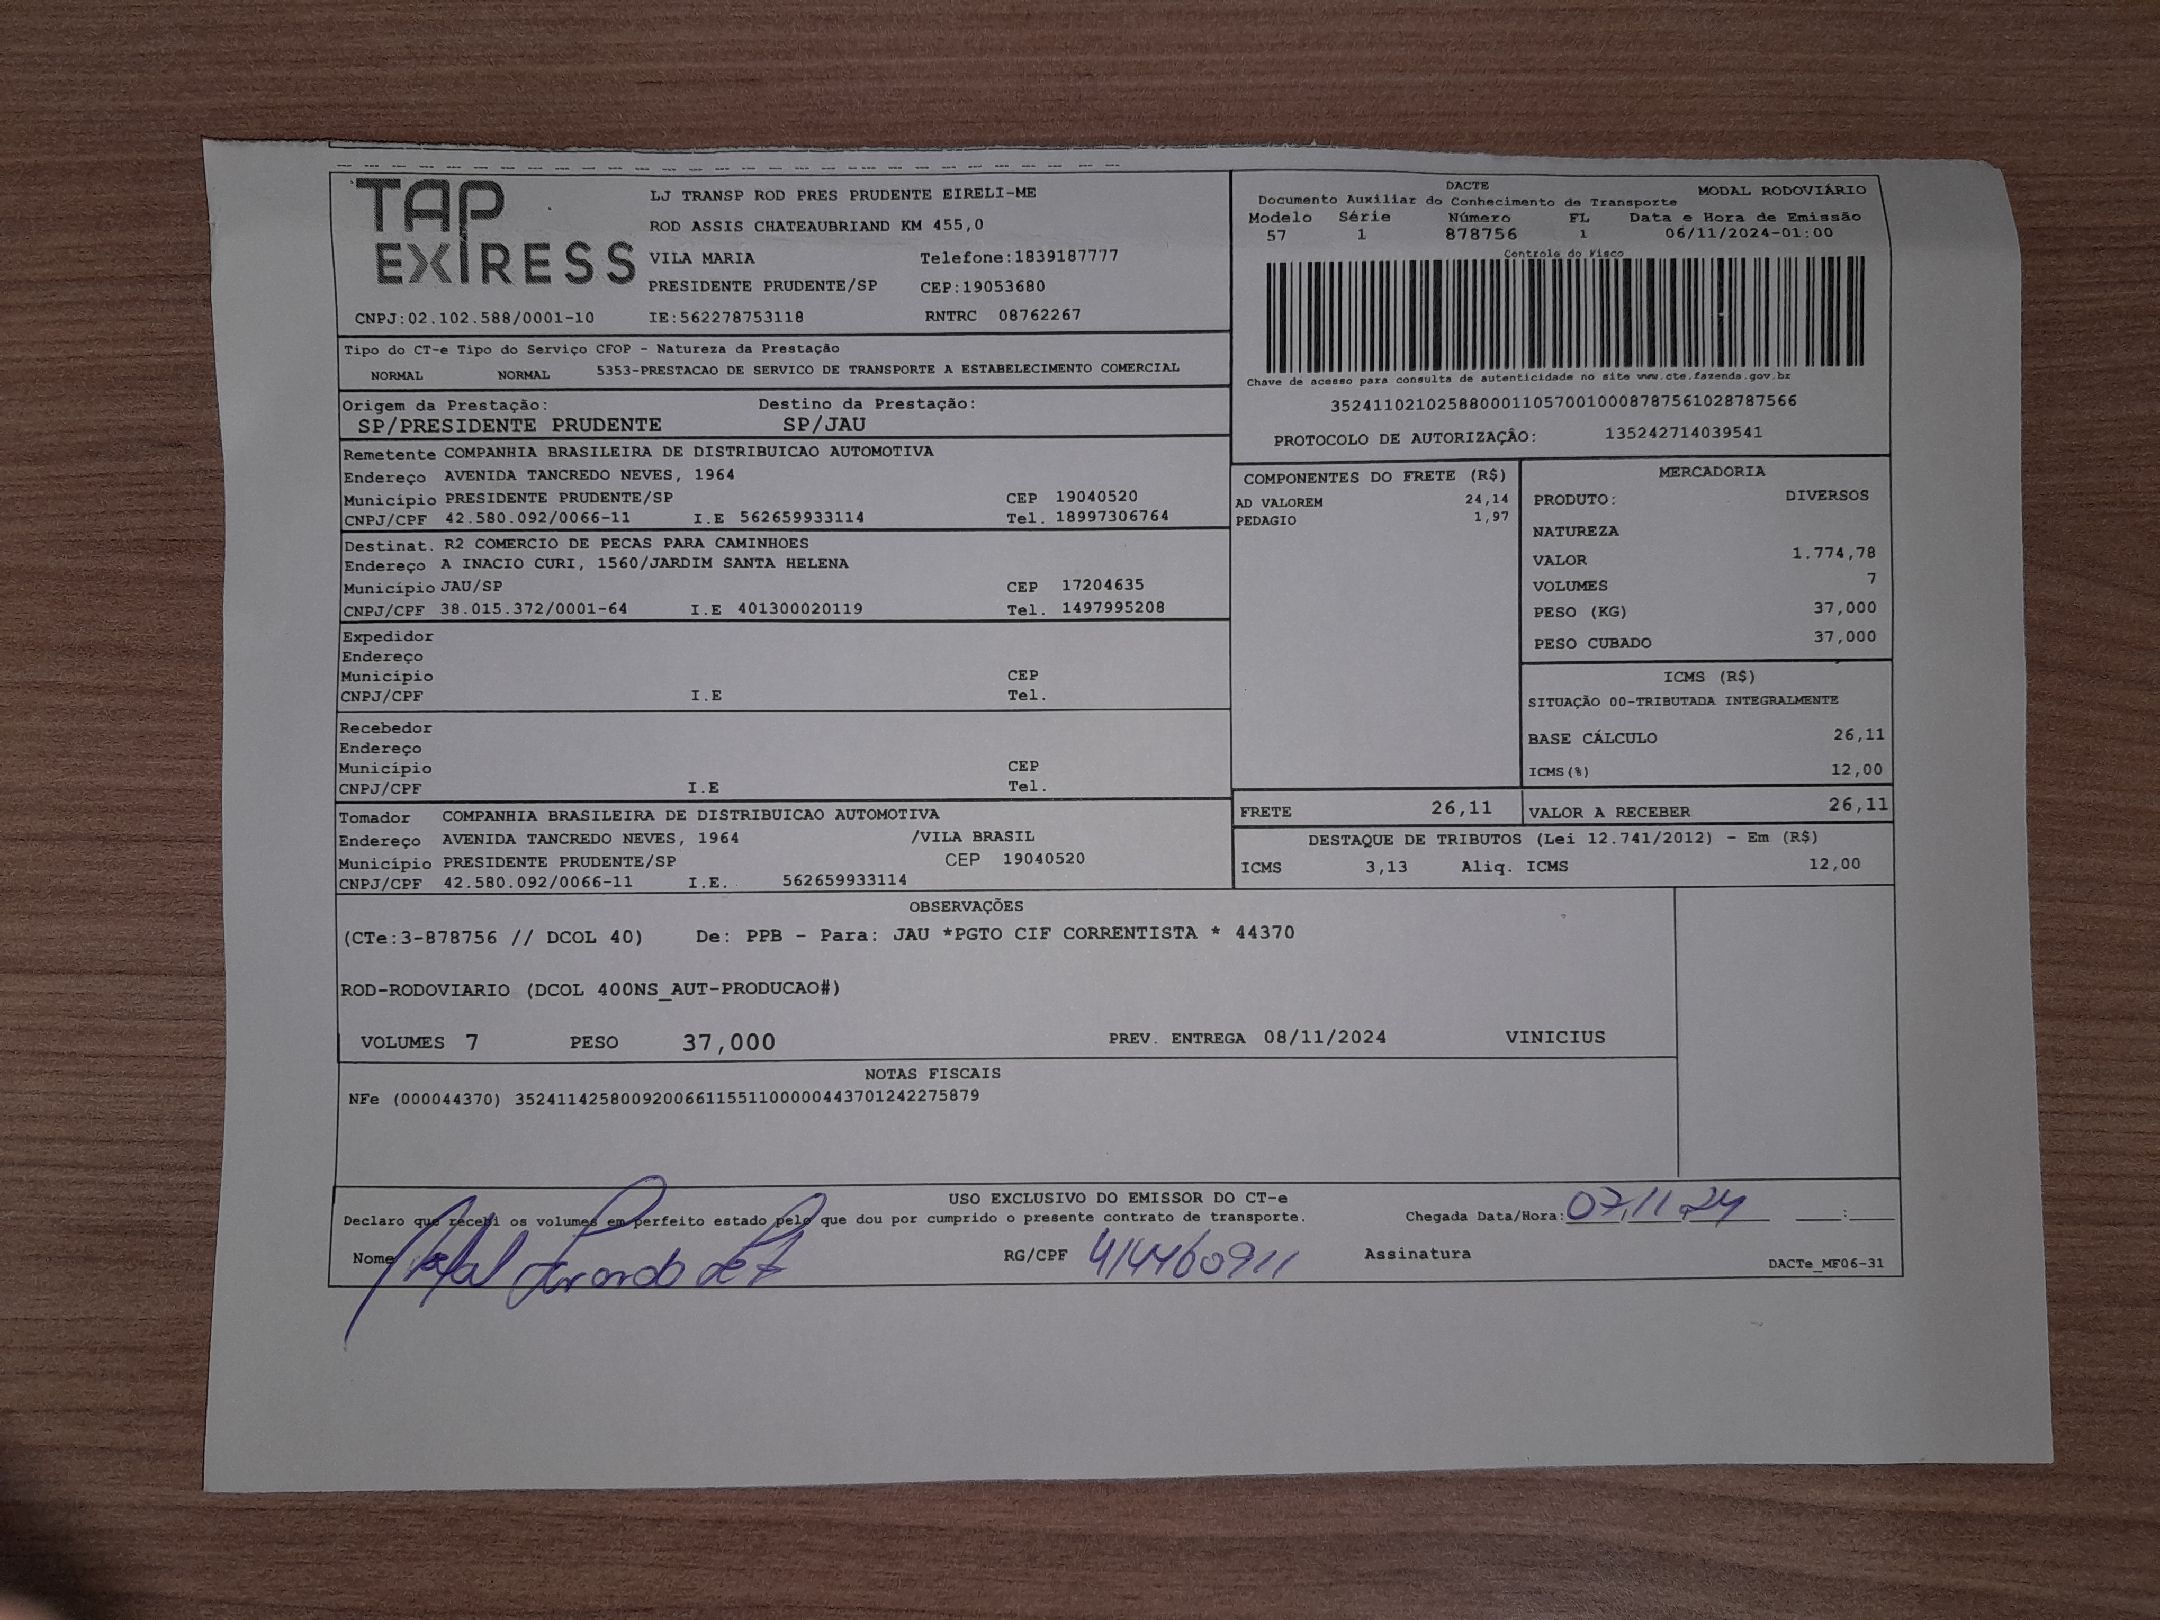 TAP
EXPRESS
LJ TRANSP ROD PRES PRUDENTE EIRELI-ME
ROD ASSIS CHATEAUBRIAND KM 455,0
VILA MARIA Telefone:1839187777
PRESIDENTE PRUDENTE/SP CEP:19053680
CNPJ:02.102.588/0001-10 IE:562278753118 RNTRC 08762267
DACTE MODAL RODOVIÁRIO
Documento Auxiliar do Conhecimento de Transporte
Modelo Série Número FL Data e Hora de Emissão
57 1 878756 1 06/11/2024-01:00
Controle do Fisco
Chave de acesso para consulta de autenticidade no site www.cte.fazenda.gov.br
35241102102588000110570010008787561028787566
PROTOCOLO DE AUTORIZAÇÃO: 135242714039541
Tipo do CT-e Tipo do Serviço CFOP - Natureza da Prestação
NORMAL NORMAL 5353-PRESTACAO DE SERVICO DE TRANSPORTE A ESTABELECIMENTO COMERCIAL
Origem da Prestação: Destino da Prestação:
SP/PRESIDENTE PRUDENTE SP/JAU
Remetente COMPANHIA BRASILEIRA DE DISTRIBUICAO AUTOMOTIVA
Endereço AVENIDA TANCREDO NEVES, 1964
Município PRESIDENTE PRUDENTE/SP CEP 19040520
CNPJ/CPF 42.580.092/0066-11 I.E 562659933114 Tel. 18997306764
Destinat. R2 COMERCIO DE PECAS PARA CAMINHOES
Endereço A INACIO CURI, 1560/JARDIM SANTA HELENA
Município JAU/SP CEP 17204635
CNPJ/CPF 38.015.372/0001-64 I.E 401300020119 Tel. 1497995208
Expedidor
Endereço
Município CEP
CNPJ/CPF I.E Tel.
Recebedor
Endereço
Município CEP
CNPJ/CPF I.E Tel.
Tomador COMPANHIA BRASILEIRA DE DISTRIBUICAO AUTOMOTIVA
Endereço AVENIDA TANCREDO NEVES, 1964 /VILA BRASIL
Município PRESIDENTE PRUDENTE/SP CEP 19040520
CNPJ/CPF 42.580.092/0066-11 I.E. 562659933114
COMPONENTES DO FRETE (R$)
AD VALOREM 24,14
PEDAGIO 1,97
MERCADORIA
PRODUTO: DIVERSOS
NATUREZA
VALOR 1.774,78
VOLUMES 7
PESO (KG) 37,000
PESO CUBADO 37,000
ICMS (R$)
SITUAÇÃO 00-TRIBUTADA INTEGRALMENTE
BASE CÁLCULO 26,11
ICMS(%) 12,00
FRETE 26,11 VALOR A RECEBER 26,11
DESTAQUE DE TRIBUTOS (Lei 12.741/2012) - Em (R$)
ICMS 3,13 Aliq. ICMS 12,00
OBSERVAÇÕES
(CTe:3-878756 // DCOL 40) De: PPB - Para: JAU *PGTO CIF CORRENTISTA * 44370
ROD-RODOVIARIO (DCOL 400NS_AUT-PRODUCAO#)
VOLUMES 7 PESO 37,000 PREV. ENTREGA 08/11/2024 VINICIUS
NOTAS FISCAIS
NFe (000044370) 35241142580092006611551100000443701242275879
USO EXCLUSIVO DO EMISSOR DO CT-e
Declaro que recebi os volumes em perfeito estado pelo que dou por cumprido o presente contrato de transporte. Chegada Data/Hora: 07.11.24 :
Nome RG/CPF 414460911 Assinatura
DACTe_MF06-31